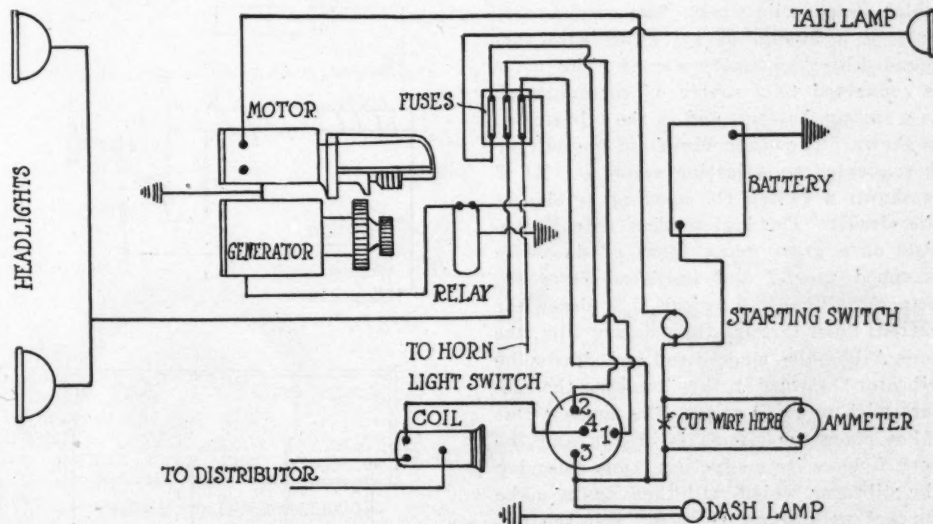 TAIL LAMP
FUSES
MOTOR
BATTERY
HEADLIGHTS
GENERATOR
RELAY
STARTING SWITCH
TO HORN
LIGHT SWITCH
2
4
1
3
CUT WIRE HERE
AMMETER
COIL
TO DISTRIBUTOR
DASH LAMP